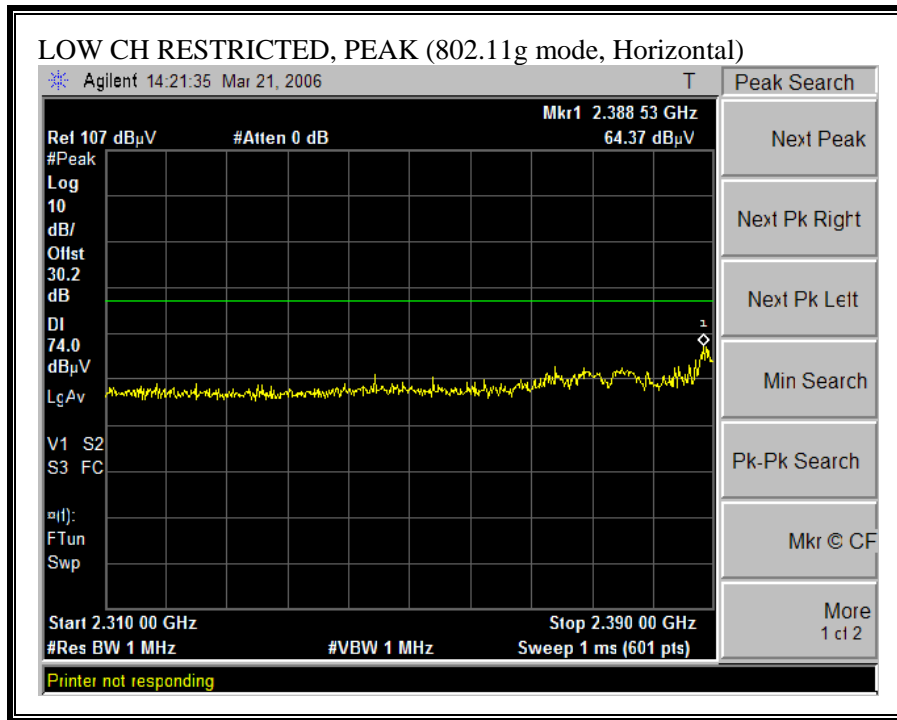 LOW CH RESTRICTED, PEAK (802.11g mode, Horizontal)
Agilent 14:21:35 Mar 21, 2006 T
Peak Search
Mkr1 2.388 53 GHz
Ref 107 dBµV #Atten 0 dB 64.37 dBµV
#Peak
Log
10
dB/
Offst
30.2
dB
DI
74.0
dBµV
LgAv
V1 S2
S3 FC
¤(f):
FTun
Swp
1
Start 2.310 00 GHz Stop 2.390 00 GHz
#Res BW 1 MHz #VBW 1 MHz Sweep 1 ms (601 pts)
Printer not responding
Next Peak
Next Pk Right
Next Pk Left
Min Search
Pk-Pk Search
Mkr © CF
More
1 of 2